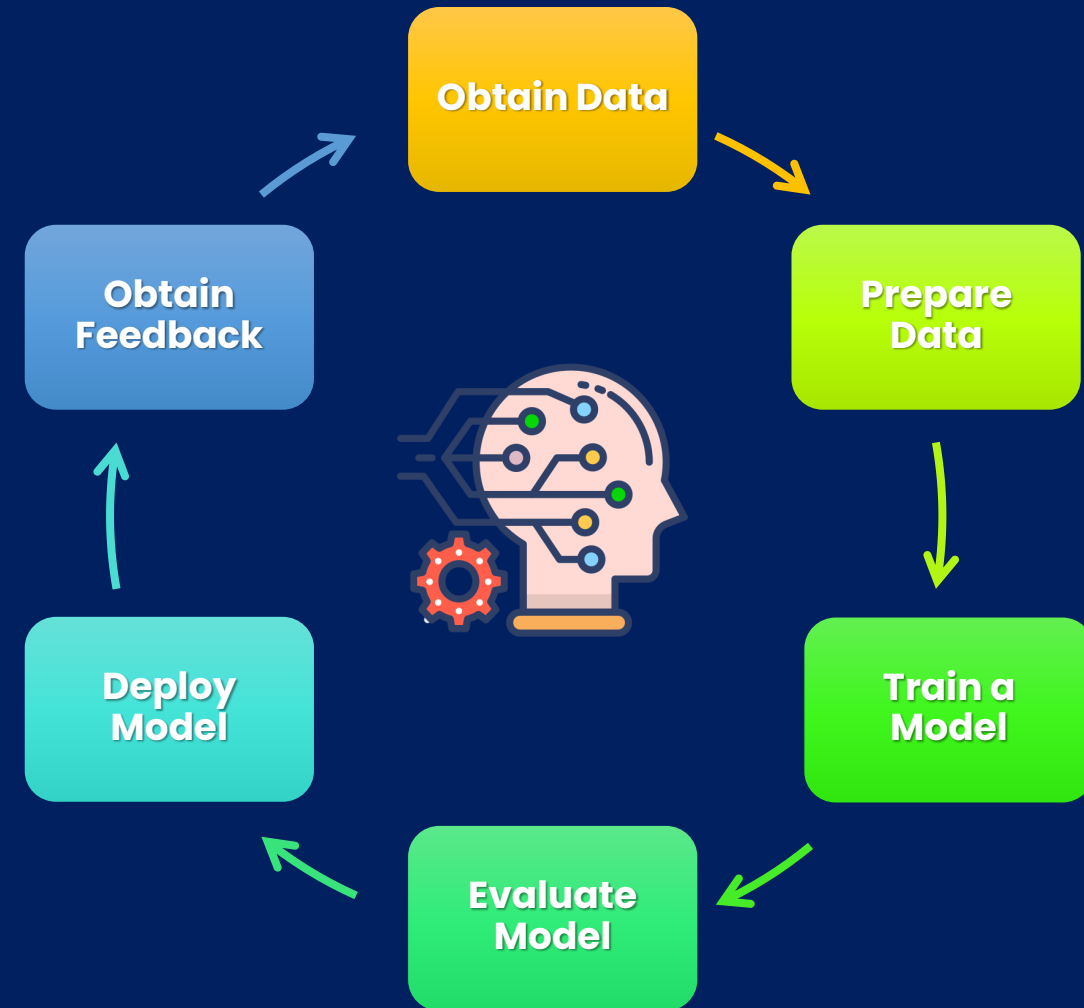 Obtain Data
Prepare
Data
Train a
Model
Evaluate
Model
Deploy
Model
Obtain
Feedback